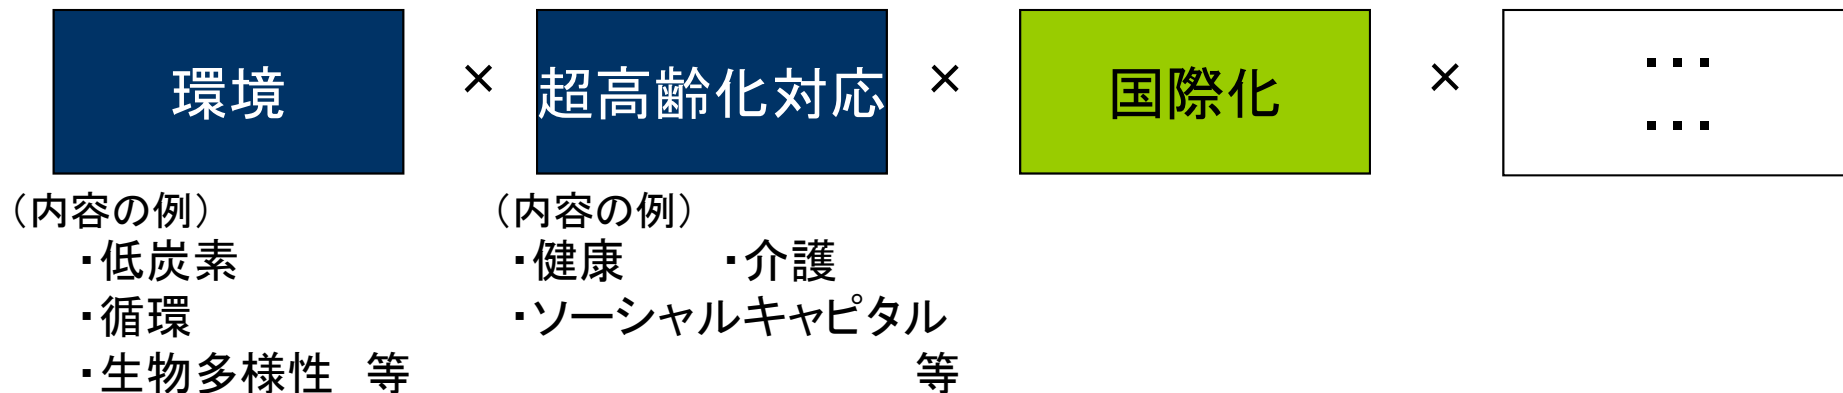 環境 × 超高齢化対応 × 国際化 × …
…
（内容の例）
・低炭素
・循環
・生物多様性　等
（内容の例）
・健康　　・介護
・ソーシャルキャピタル
等